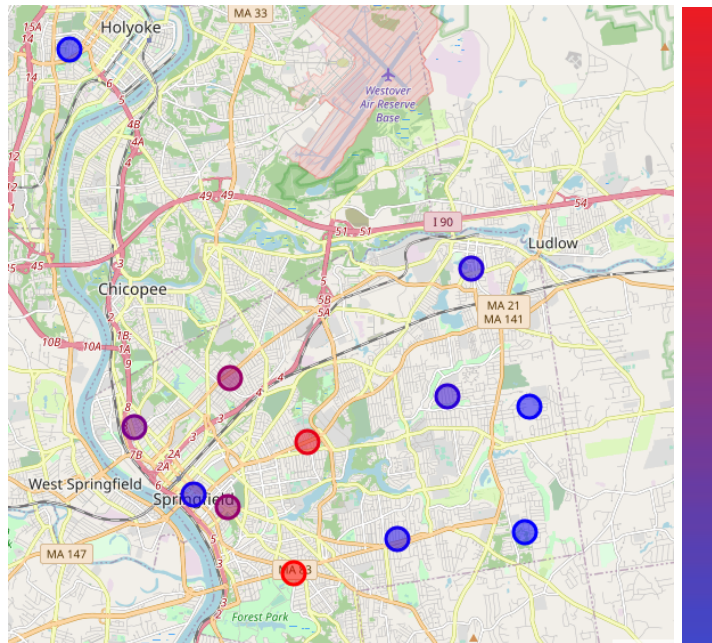 MA 33
15A
14
Holyoke
14
6
5
Westover
Air Reserve
Base
4B
4A
4
12
49
49
51
51
I 90
54
Ludlow
45
45
3
5
Chicopee
5B
5A
MA 21
MA 141
2
10B
10A
1B
1A
9
4
4
8
3
7B
2A
2A
3
6
West Springfield
Springfield
5
3
MA 147
MA 83
2
Forest Park